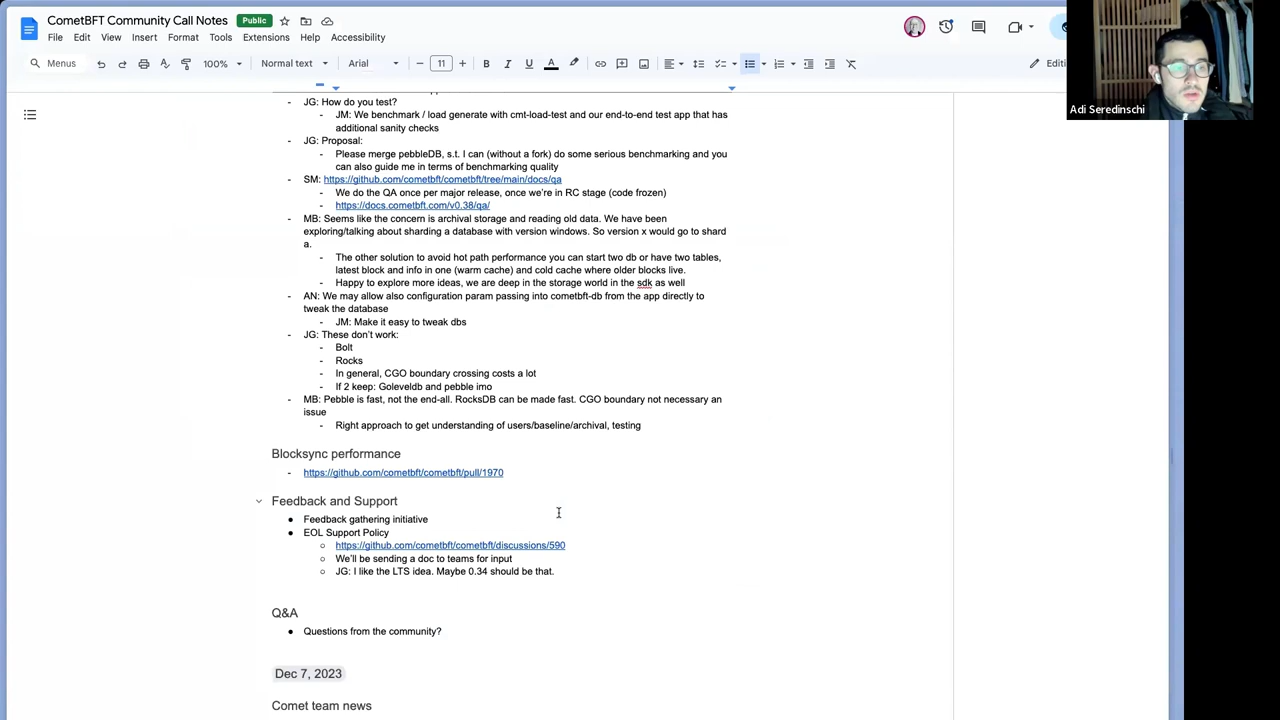 CometBFT Community Call Notes
Public
File Edit View Insert Format Tools Extensions Help Accessibility
Menus
100%
Normal text
Arial
11
B I U A
Editi
Adi Seredinschi
- JG: How do you test?
- JM: We benchmark / load generate with cmt-load-test and our end-to-end test app that has
additional sanity checks
- JG: Proposal:
- Please merge pebbleDB, s.t. I can (without a fork) do some serious benchmarking and you
can also guide me in terms of benchmarking quality
- SM: https://github.com/cometbft/cometbft/tree/main/docs/qa
- We do the QA once per major release, once we're in RC stage (code frozen)
- https://docs.cometbft.com/v0.38/qa/
- MB: Seems like the concern is archival storage and reading old data. We have been
exploring/talking about sharding a database with version windows. So version x would go to shard
a.
- The other solution to avoid hot path performance you can start two db or have two tables,
latest block and info in one (warm cache) and cold cache where older blocks live.
- Happy to explore more ideas, we are deep in the storage world in the sdk as well
- AN: We may allow also configuration param passing into cometbft-db from the app directly to
tweak the database
- JM: Make it easy to tweak dbs
- JG: These don't work:
- Bolt
- Rocks
- In general, CGO boundary crossing costs a lot
- If 2 keep: Goleveldb and pebble imo
- MB: Pebble is fast, not the end-all. RocksDB can be made fast. CGO boundary not necessary an
issue
- Right approach to get understanding of users/baseline/archival, testing
Blocksync performance
- https://github.com/cometbft/cometbft/pull/1970
Feedback and Support
● Feedback gathering initiative
● EOL Support Policy
○ https://github.com/cometbft/cometbft/discussions/590
○ We'll be sending a doc to teams for input
○ JG: I like the LTS idea. Maybe 0.34 should be that.
Q&A
● Questions from the community?
Dec 7, 2023
Comet team news